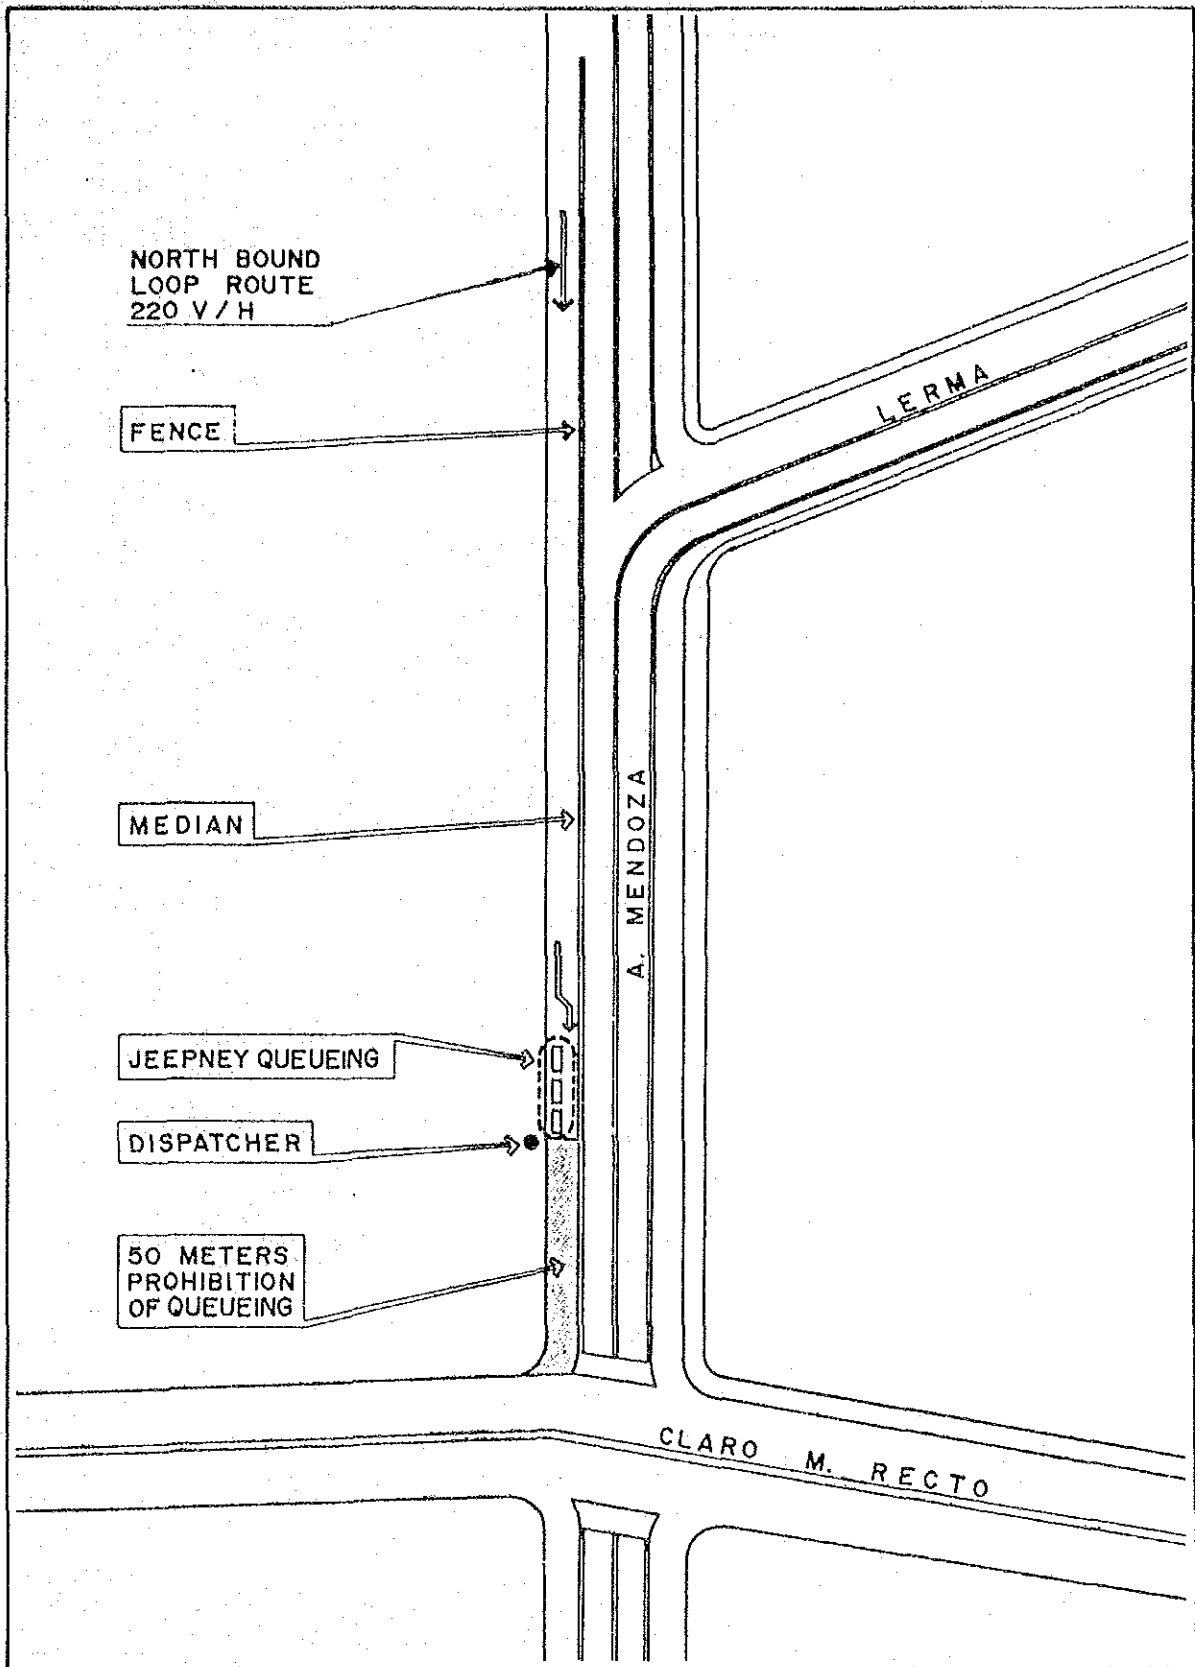 NORTH BOUND
LOOP ROUTE
220 V / H
LERMA
FENCE
MEDIAN
A. MENDOZA
JEEPNEY QUEUEING
DISPATCHER
50 METERS
PROHIBITION
OF QUEUEING
CLARO M. RECTO